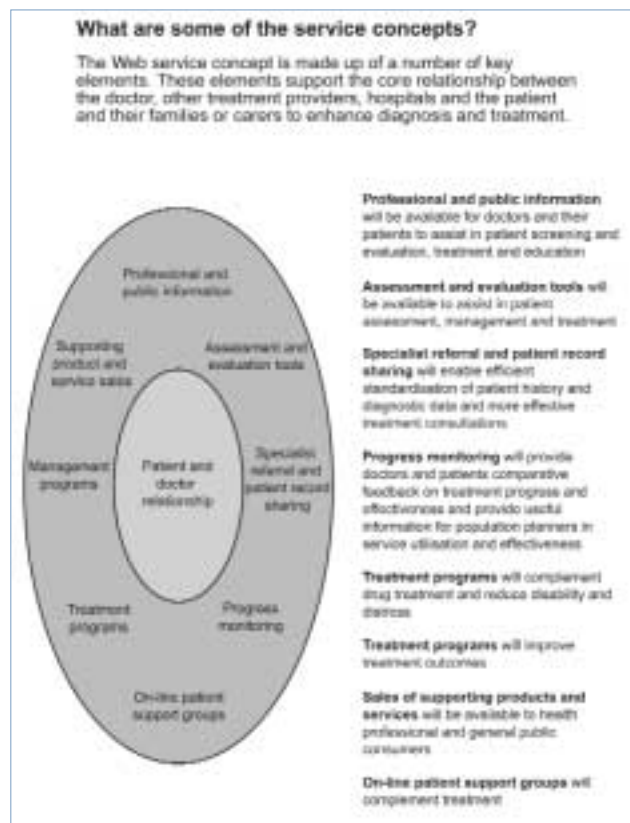 What are some of the service concepts?
The Web service concept is made up of a number of key
elements. These elements support the core relationship between
the doctor, other treatment providers, hospitals and the patient
and their families or carers to enhance diagnosis and treatment.
Professional and
public information
Supporting
product and
service sales
Assessment and
evaluation tools
Management
programs
Patient and
doctor
relationship
Specialist
referral and
patient record
sharing
Treatment
programs
Progress
monitoring
On-line patient
support groups
Professional and public information
will be available for doctors and their
patients to assist in patient screening and
evaluation, treatment and education
Assessment and evaluation tools will
be available to assist in patient
assessment, management and treatment
Specialist referral and patient record
sharing will enable efficient
standardisation of patient history and
diagnostic data and more effective
treatment consultations
Progress monitoring will provide
doctors and patients comparative
feedback on treatment progress and
effectiveness and provide useful
information for population planners in
service utilisation and effectiveness
Treatment programs will complement
drug treatment and reduce disability and
distress
Treatment programs will improve
treatment outcomes
Sales of supporting products and
services will be available to health
professional and general public
consumers
On-line patient support groups will
complement treatment